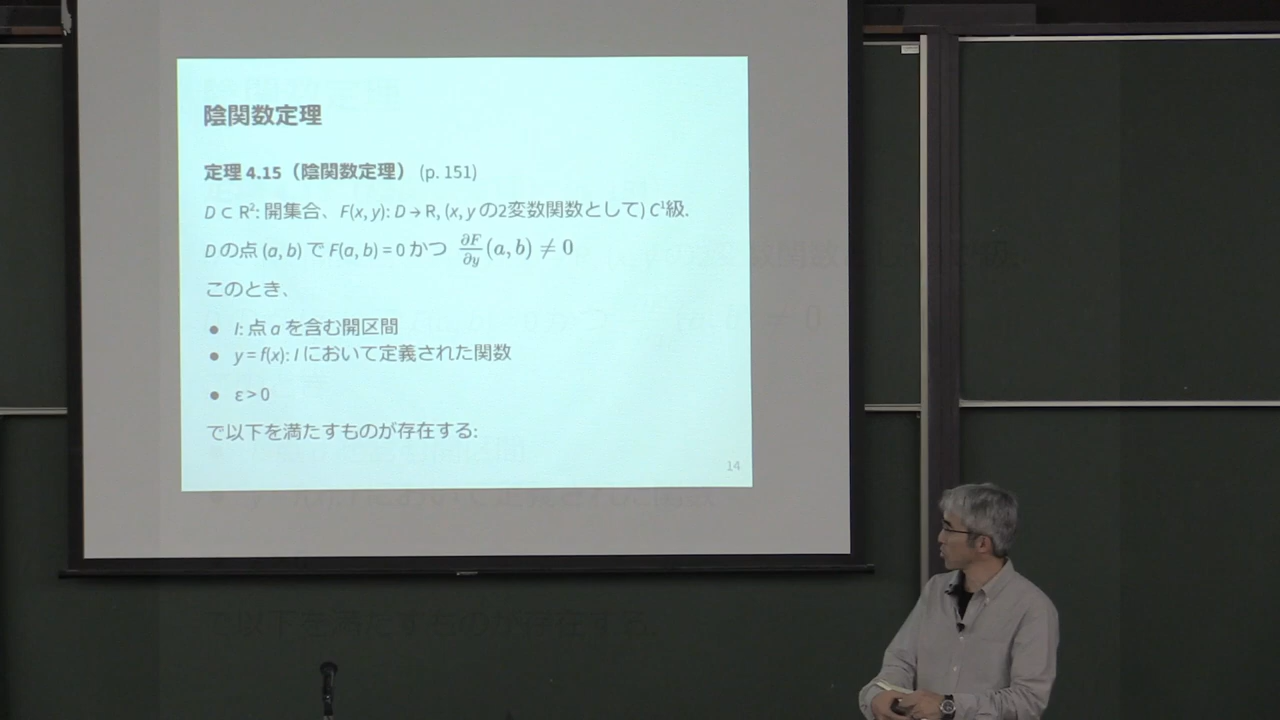 陰関数定理
定理 4.15（陰関数定理） (p. 151)
D ⊂ R²: 開集合、F(x, y): D → R, (x, y の2変数関数として) C¹級.
D の点 (a, b) で F(a, b) = 0 かつ ∂F/∂y (a, b) ≠ 0
このとき、
● I: 点 a を含む開区間
● y = f(x): I において定義された関数
● ε > 0
で以下を満たすものが存在する:
14